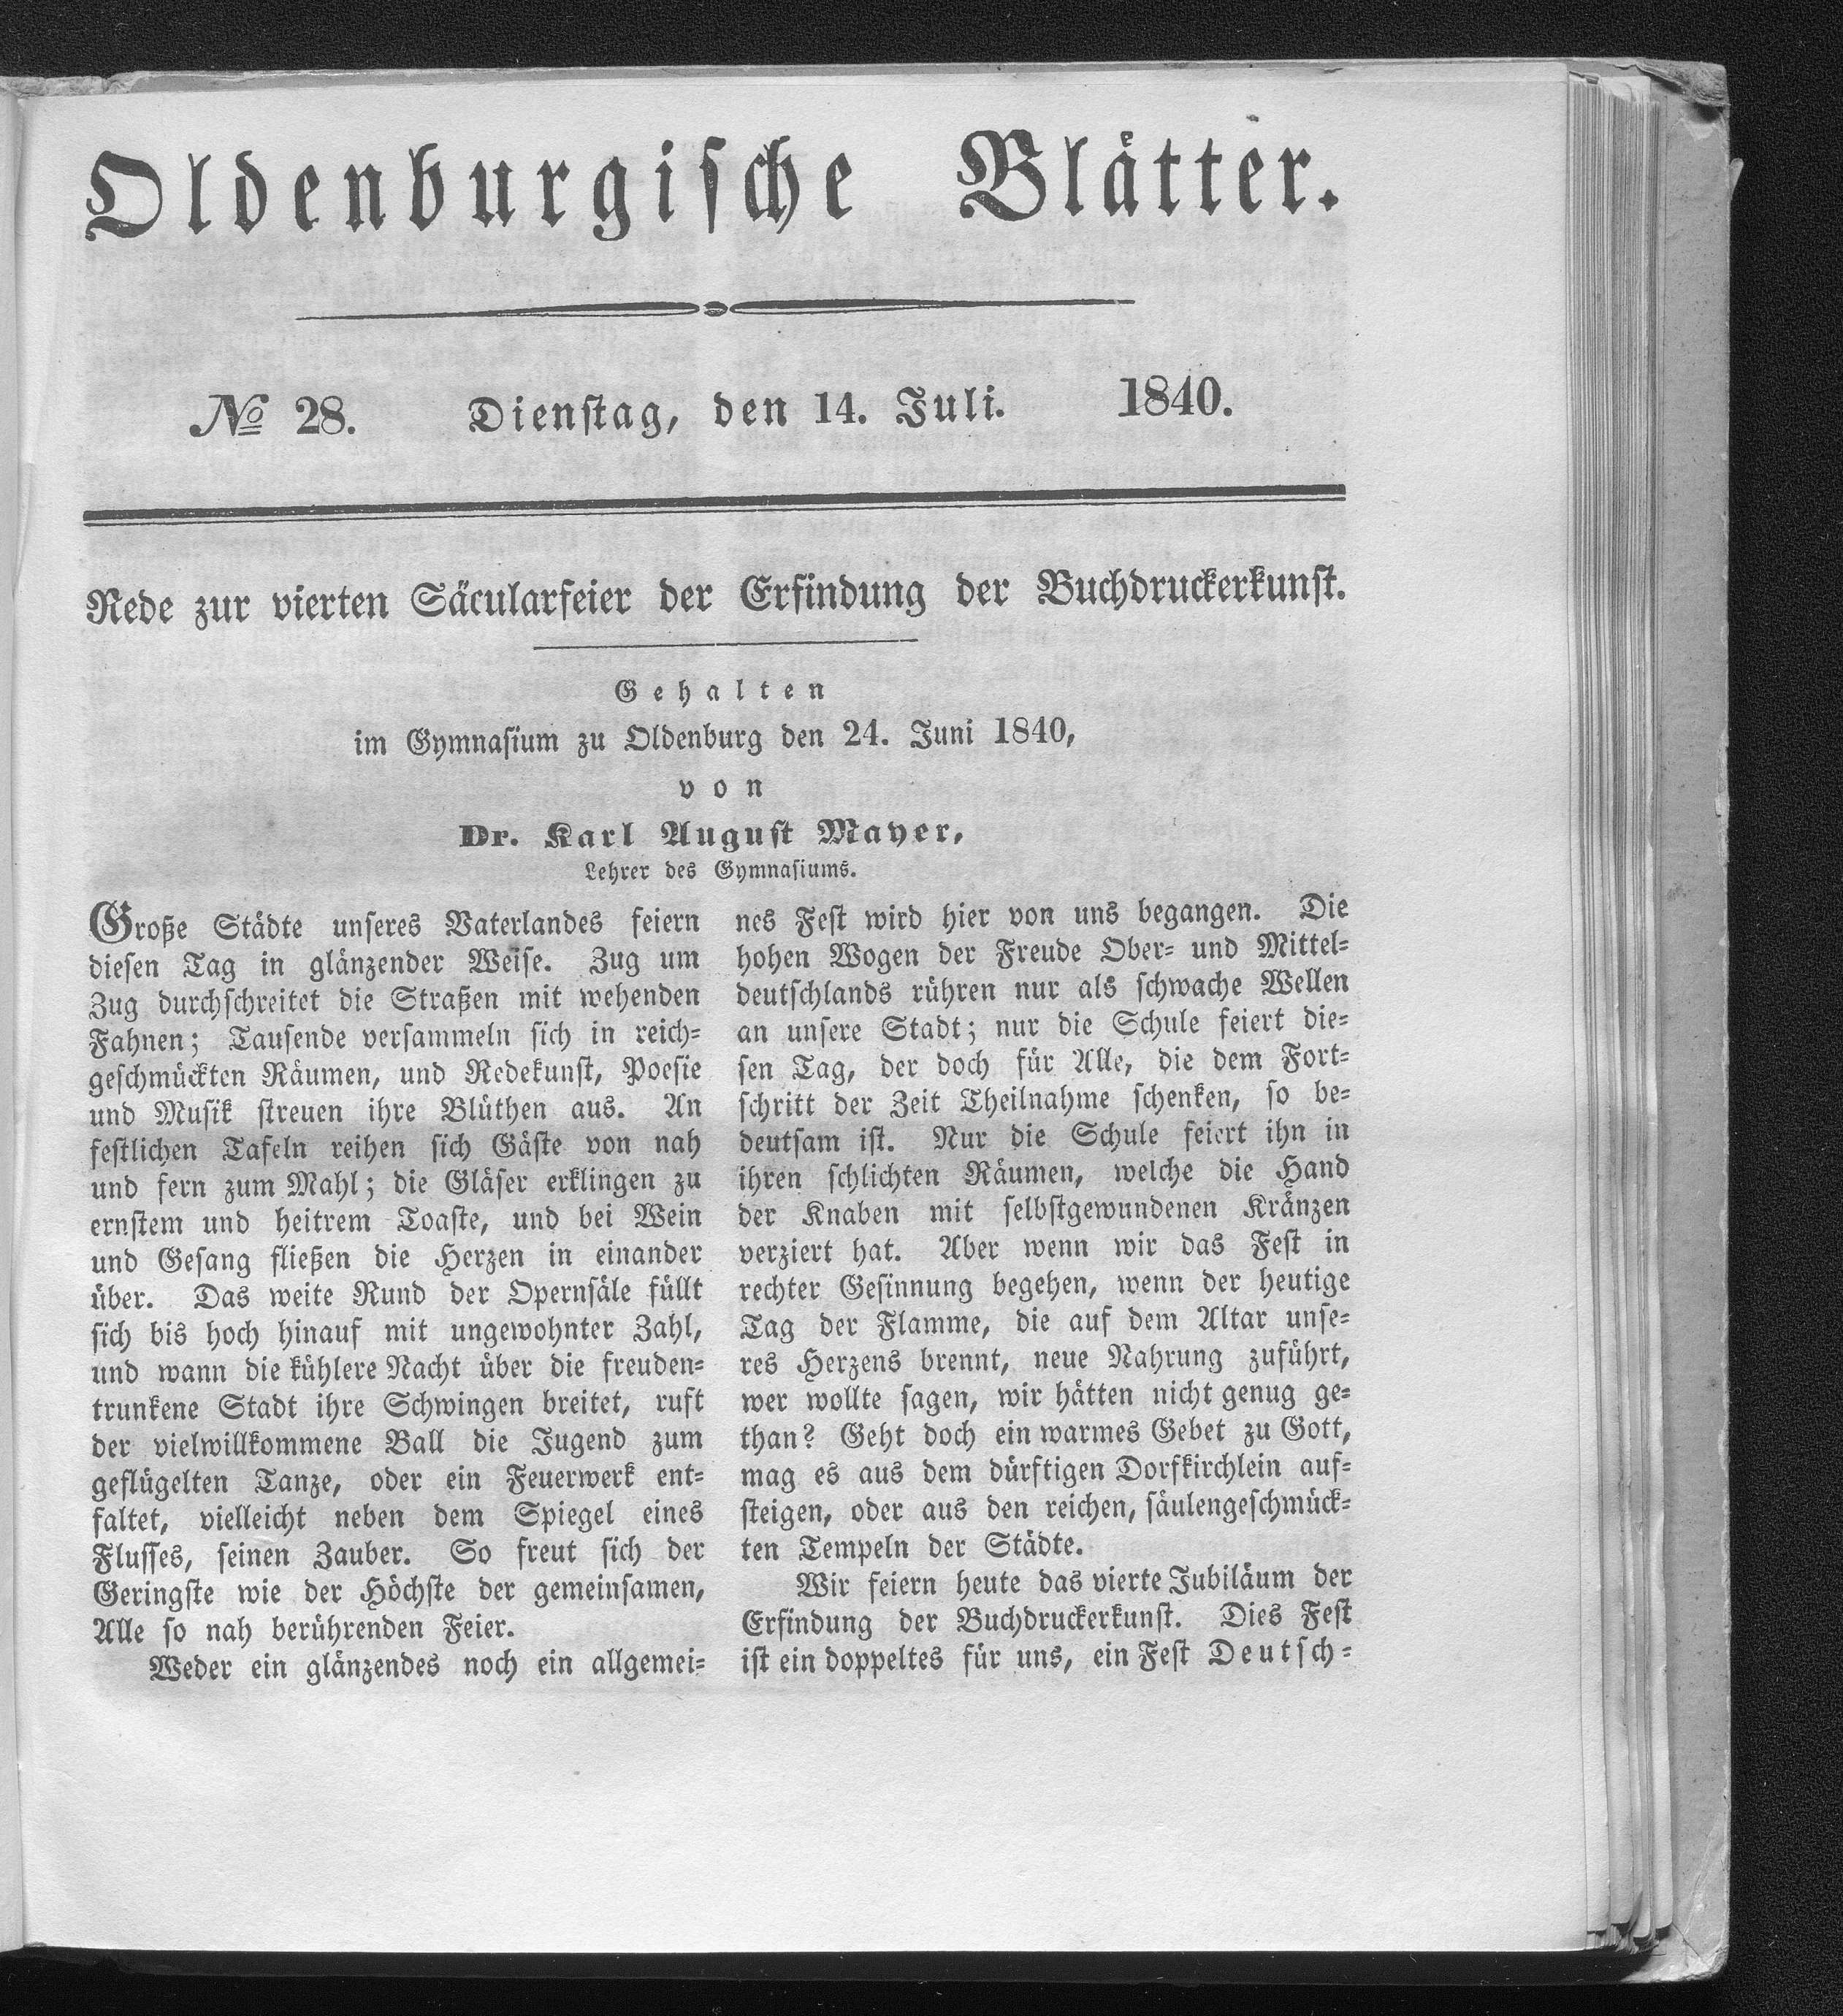 Oldenburgische Blätter.
№ 28. Dienstag, den 14. Juli. 1840.
Rede zur vierten Säcularfeier der Erfindung der Buchdruckerkunst.
Gehalten
im Gymnasium zu Oldenburg den 24. Juni 1840,
von
Dr. Karl August Mayer,
Lehrer des Gymnasiums.
Große Städte unseres Vaterlandes feiern
diesen Tag in glänzender Weise. Zug um
Zug durchschreitet die Straßen mit wehenden
Fahnen; Tausende versammeln sich in reich-
geschmückten Räumen, und Redekunst, Poesie
und Musik streuen ihre Blüthen aus. An
festlichen Tafeln reihen sich Gäste von nah
und fern zum Mahl; die Gläser erklingen zu
ernstem und heitrem Toaste, und bei Wein
und Gesang fließen die Herzen in einander
über. Das weite Rund der Opernsäle füllt
sich bis hoch hinauf mit ungewohnter Zahl,
und wann die kühlere Nacht über die freuden-
trunkene Stadt ihre Schwingen breitet, ruft
der vielwillkommene Ball die Jugend zum
geflügelten Tanze, oder ein Feuerwerk ent-
faltet, vielleicht neben dem Spiegel eines
Flusses, seinen Zauber. So freut sich der
Geringste wie der Höchste der gemeinsamen,
Alle so nah berührenden Feier.
Weder ein glänzendes noch ein allgemei-
nes Fest wird hier von uns begangen. Die
hohen Wogen der Freude Ober- und Mittel-
deutschlands rühren nur als schwache Wellen
an unsere Stadt; nur die Schule feiert die-
sen Tag, der doch für Alle, die dem Fort-
schritt der Zeit Theilnahme schenken, so be-
deutsam ist. Nur die Schule feiert ihn in
ihren schlichten Räumen, welche die Hand
der Knaben mit selbstgewundenen Kränzen
verziert hat. Aber wenn wir das Fest in
rechter Gesinnung begehen, wenn der heutige
Tag der Flamme, die auf dem Altar unse-
res Herzens brennt, neue Nahrung zuführt,
wer wollte sagen, wir hätten nicht genug ge-
than? Geht doch ein warmes Gebet zu Gott,
mag es aus dem dürftigen Dorfkirchlein auf-
steigen, oder aus den reichen, säulengeschmück-
ten Tempeln der Städte.
Wir feiern heute das vierte Jubiläum der
Erfindung der Buchdruckerkunst. Dies Fest
ist ein doppeltes für uns, ein Fest Deutsch-